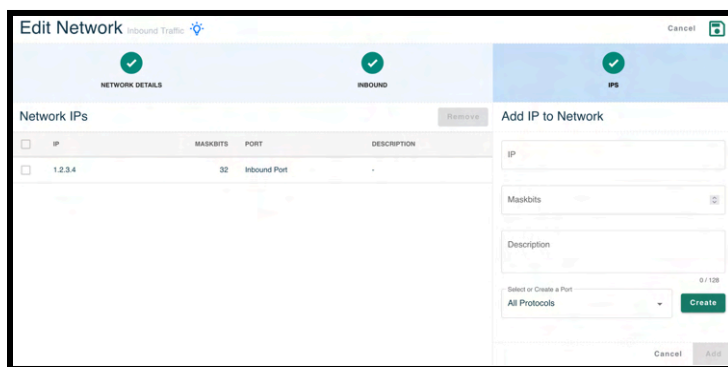 Edit Network Inbound Traffic
Cancel
NETWORK DETAILS
INBOUND
IPS
Network IPs
Remove
IP MASKBITS PORT DESCRIPTION
1.2.3.4 32 Inbound Port -
Add IP to Network
IP
Maskbits
Description
0 / 128
Select or Create a Port
All Protocols
Create
Cancel Add